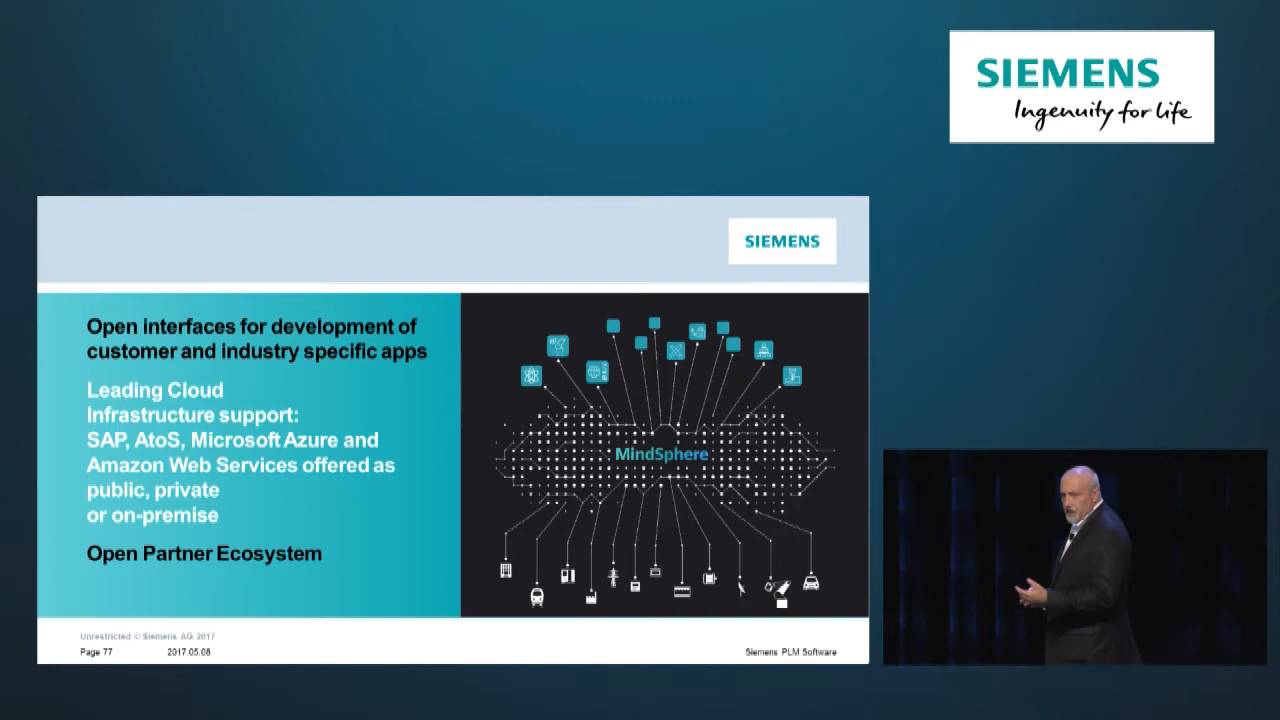 SIEMENS
Ingenuity for life
SIEMENS
Open interfaces for development of
customer and industry specific apps
Leading Cloud
Infrastructure support:
SAP, AtoS, Microsoft Azure and
Amazon Web Services offered as
public, private
or on-premise
Open Partner Ecosystem
MindSphere
Unrestricted © Siemens AG 2017
Page 77
2017.05.08
Siemens PLM Software